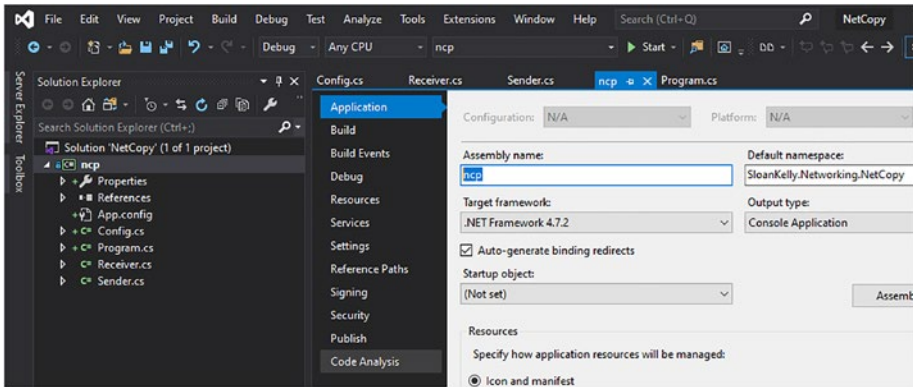 File Edit View Project Build Debug Test Analyze Tools Extensions Window Help Search (Ctrl+Q) NetCopy
Debug Any CPU ncp Start
Server Explorer
Toolbox
Solution Explorer
Search Solution Explorer (Ctrl+;)
Solution 'NetCopy' (1 of 1 project)
ncp
Properties
References
App.config
Config.cs
Program.cs
Receiver.cs
Sender.cs
Config.cs Receiver.cs Sender.cs ncp Program.cs
Application
Build
Build Events
Debug
Resources
Services
Settings
Reference Paths
Signing
Security
Publish
Code Analysis
Configuration: N/A Platform: N/A
Assembly name: Default namespace:
ncp SloanKelly.Networking.NetCopy
Target framework: Output type:
.NET Framework 4.7.2 Console Application
Auto-generate binding redirects
Startup object:
(Not set) Assemb
Resources
Specify how application resources will be managed:
Icon and manifest